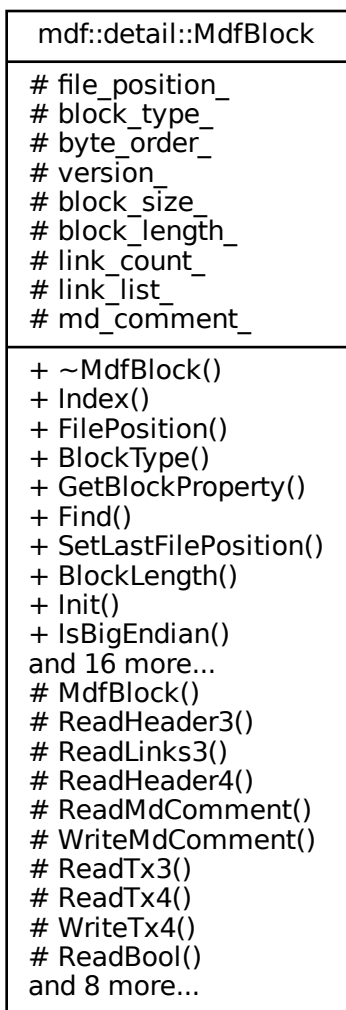 mdf::detail::MdfBlock
# file_position_
# block_type_
# byte_order_
# version_
# block_size_
# block_length_
# link_count_
# link_list_
# md_comment_
+ ~MdfBlock()
+ Index()
+ FilePosition()
+ BlockType()
+ GetBlockProperty()
+ Find()
+ SetLastFilePosition()
+ BlockLength()
+ Init()
+ IsBigEndian()
and 16 more...
# MdfBlock()
# ReadHeader3()
# ReadLinks3()
# ReadHeader4()
# ReadMdComment()
# WriteMdComment()
# ReadTx3()
# ReadTx4()
# WriteTx4()
# ReadBool()
and 8 more...